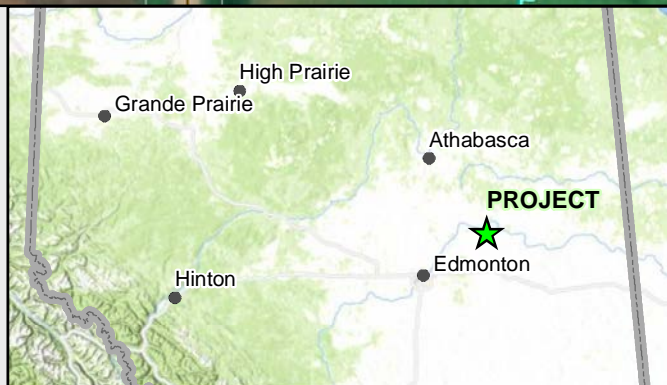 High Prairie
Grande Prairie
Athabasca
PROJECT
Edmonton
Hinton